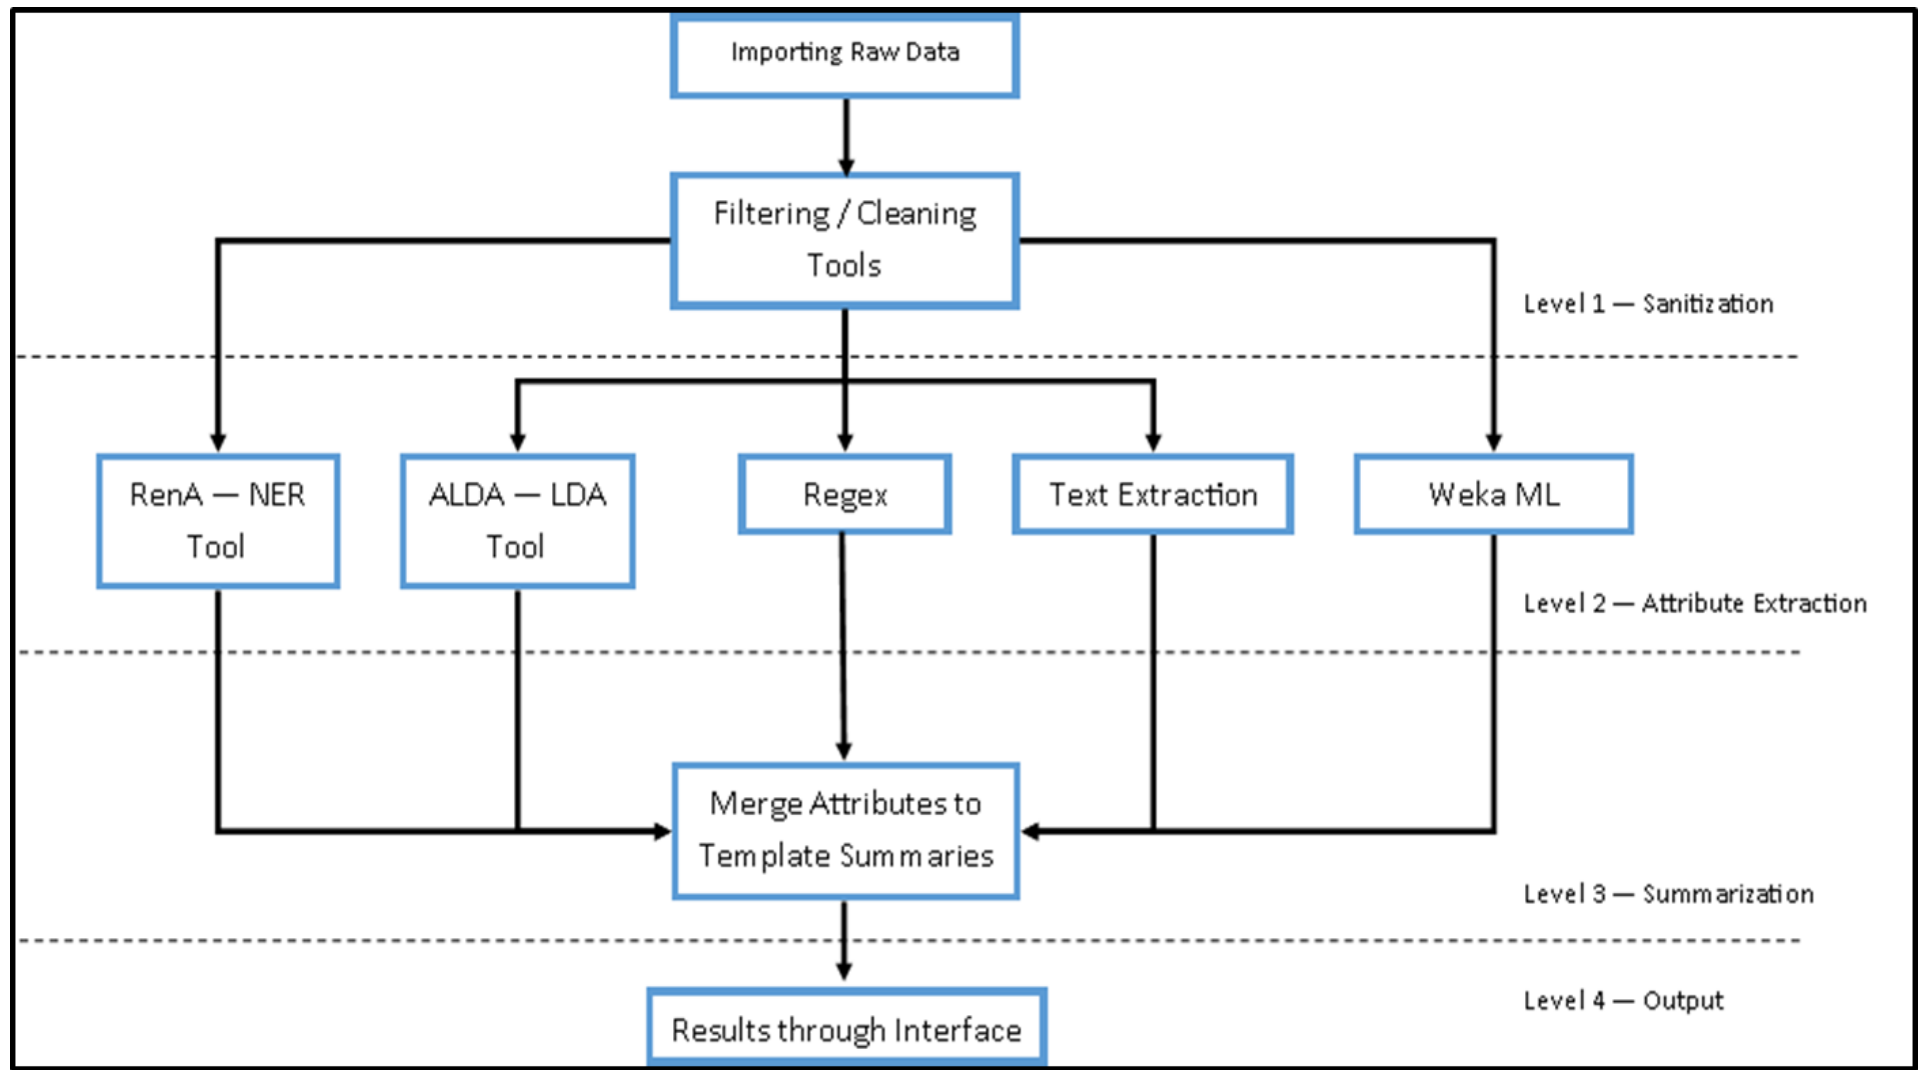 Importing Raw Data
Filtering / Cleaning
Tools
Level 1 — Sanitization
RenA — NER
Tool
ALDA — LDA
Tool
Regex
Text Extraction
Weka ML
Level 2 — Attribute Extraction
Merge Attributes to
Template Summaries
Level 3 — Summarization
Level 4 — Output
Results through Interface